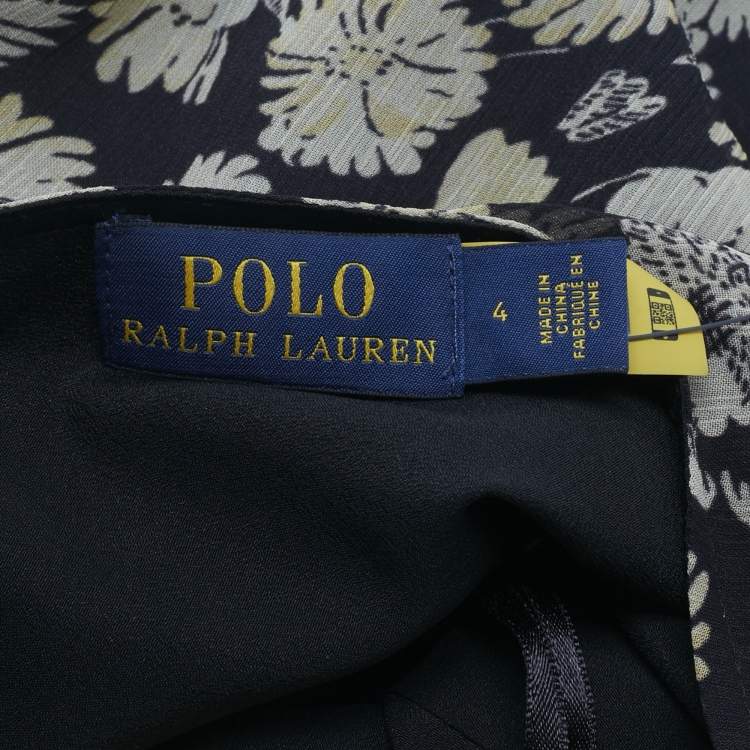 POLO
RALPH LAUREN
4
MADE IN
CHINA
FABRIQUÉ EN
CHINE